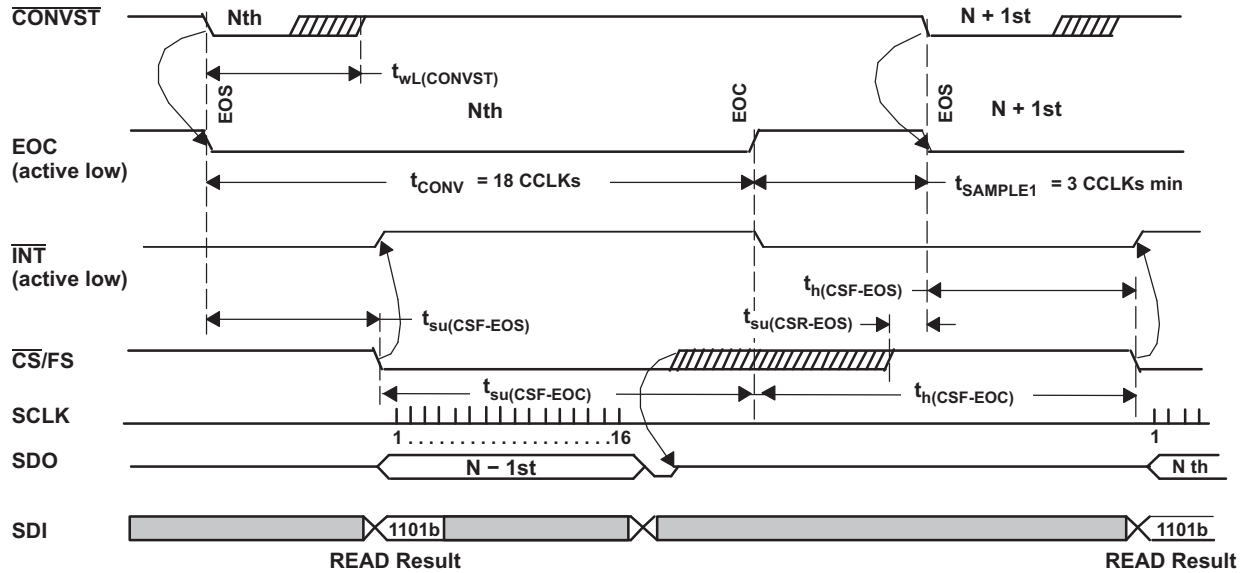 CONVST
Nth
N + 1st
twL(CONVST)
EOS
Nth
EOC
EOS
N + 1st
EOC
(active low)
tCONV = 18 CCLKs
tSAMPLE1 = 3 CCLKs min
INT
(active low)
th(CSF-EOS)
tsu(CSF-EOS)
tsu(CSR-EOS)
CS/FS
tsu(CSF-EOC)
th(CSF-EOC)
SCLK
1 . . . . . . . . . . . . . . . . . . . . . .16
1
SDO
N − 1st
N th
SDI
1101b
1101b
READ Result
READ Result